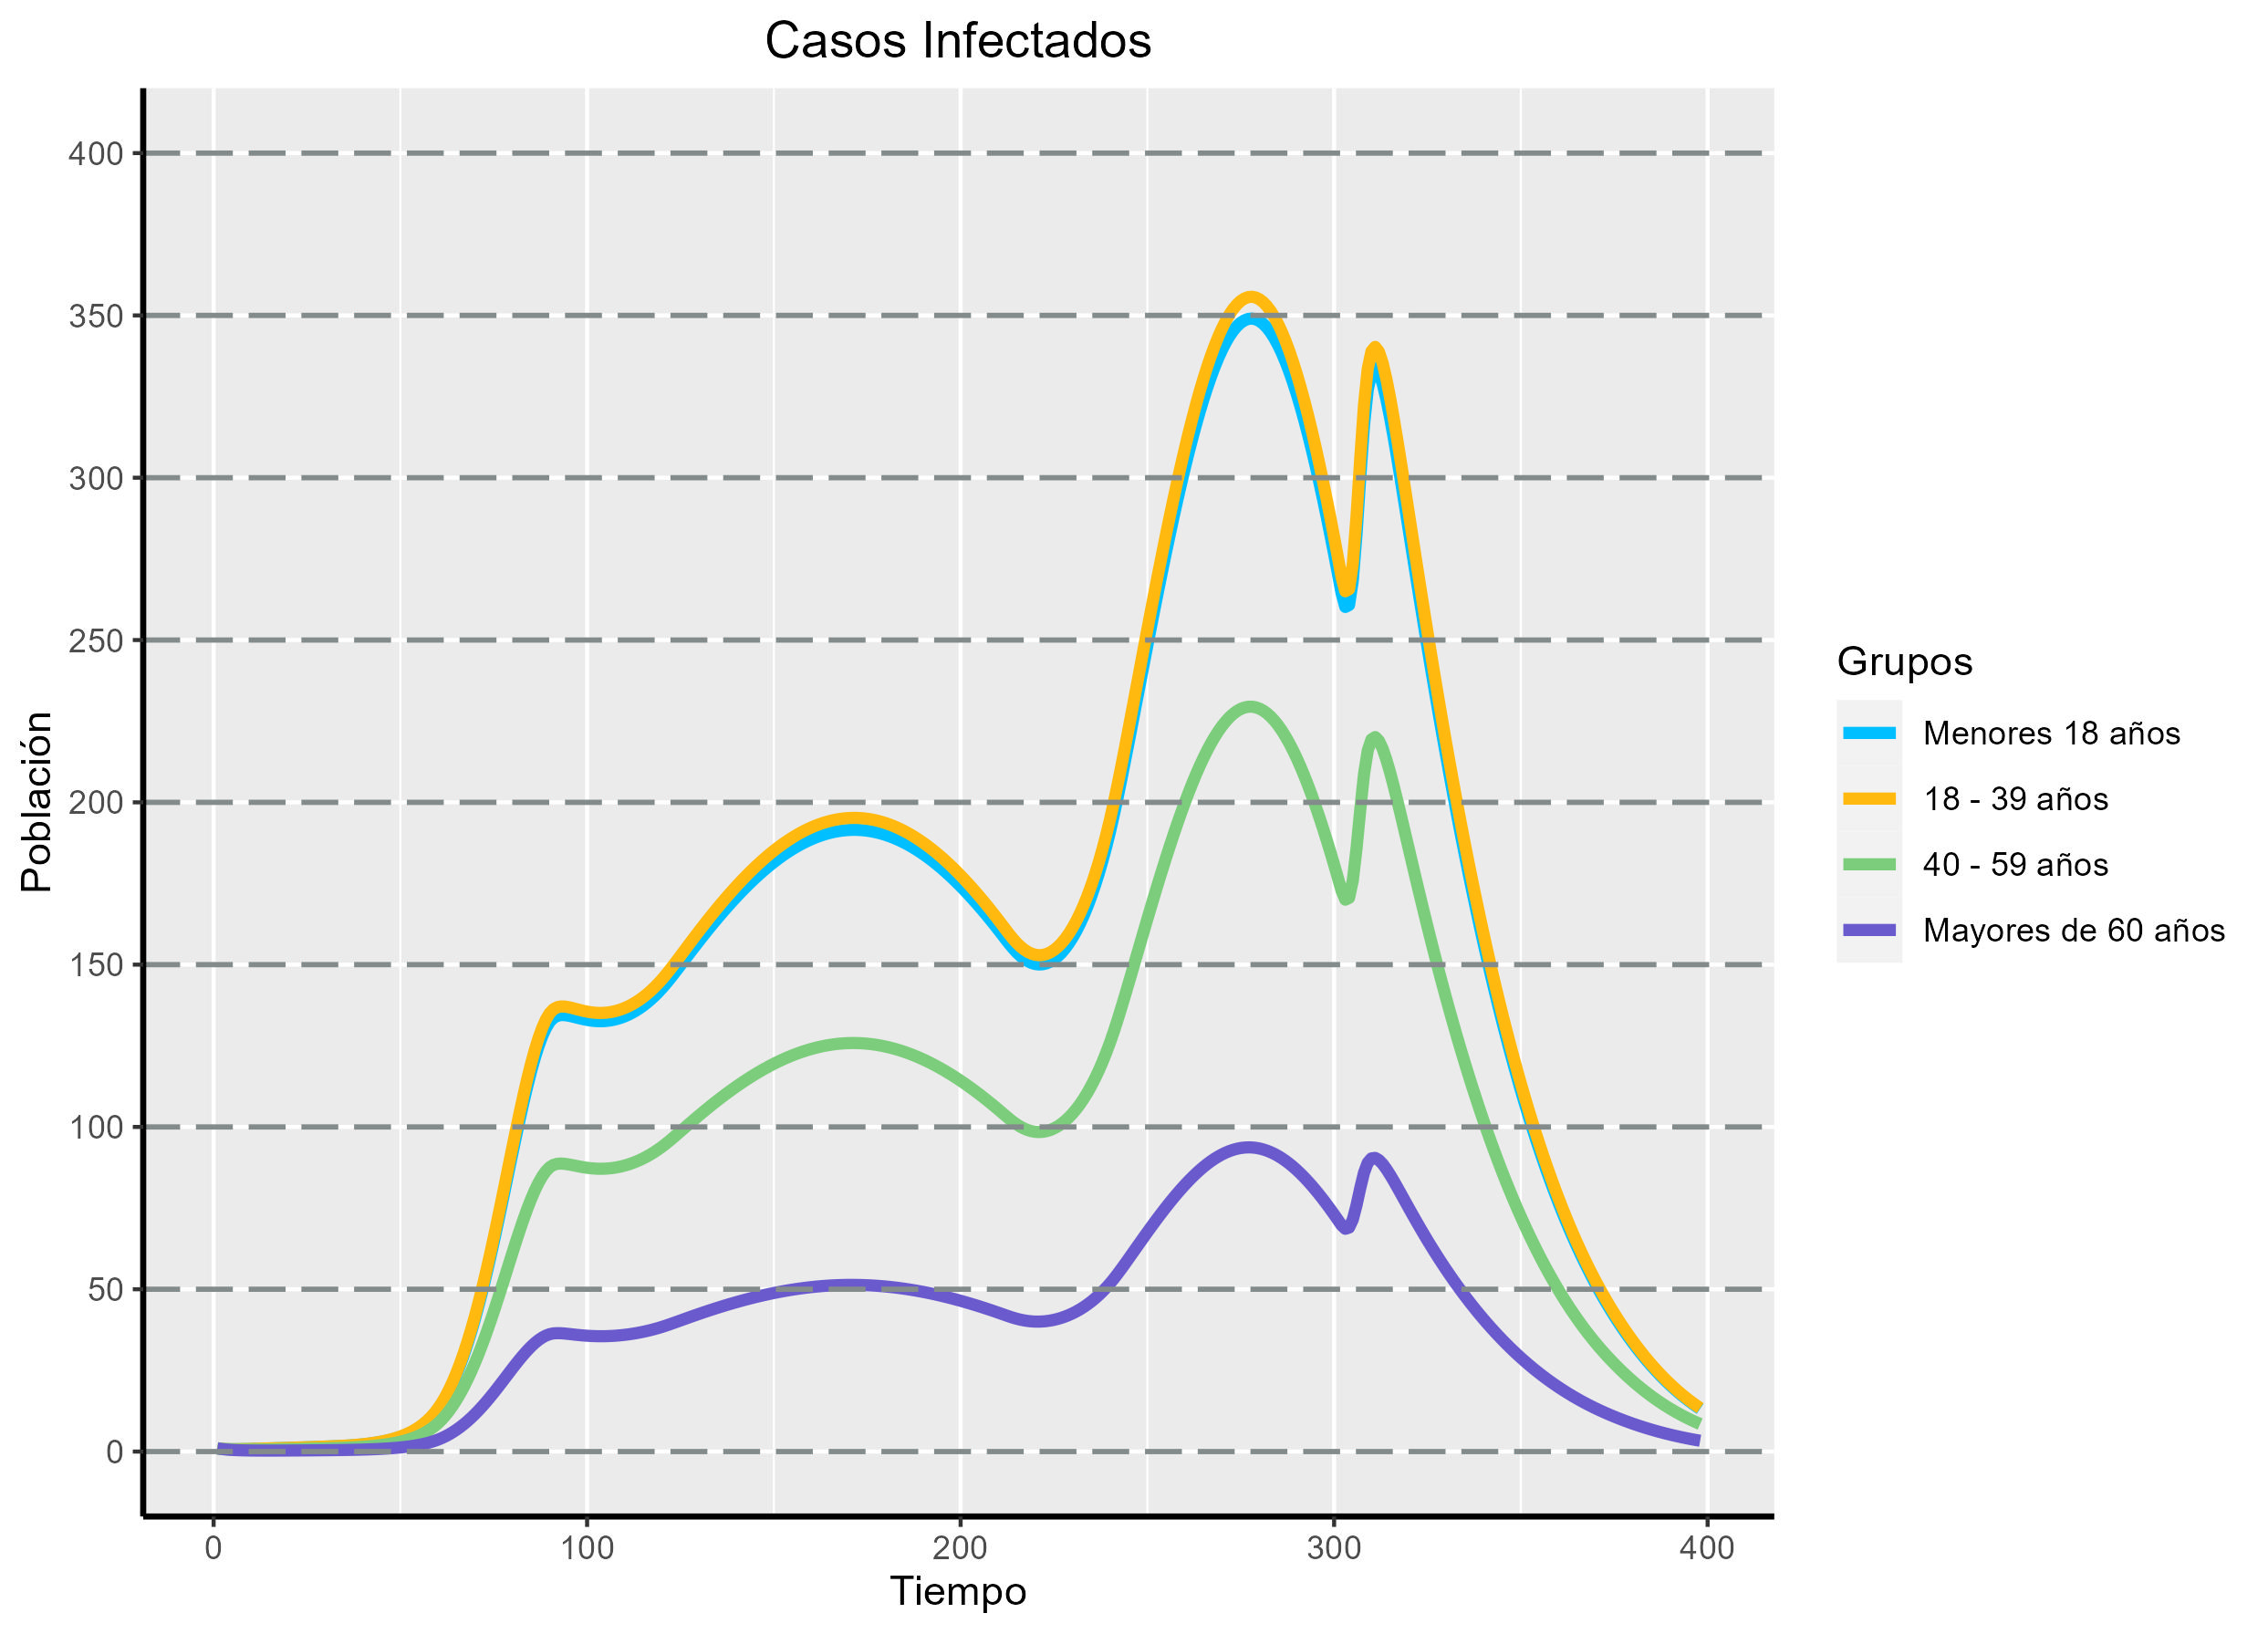 Casos Infectados
Población
400
350
300
250
200
150
100
50
0
0 100 200 300 400
Tiempo
Grupos
Menores 18 años
18 - 39 años
40 - 59 años
Mayores de 60 años